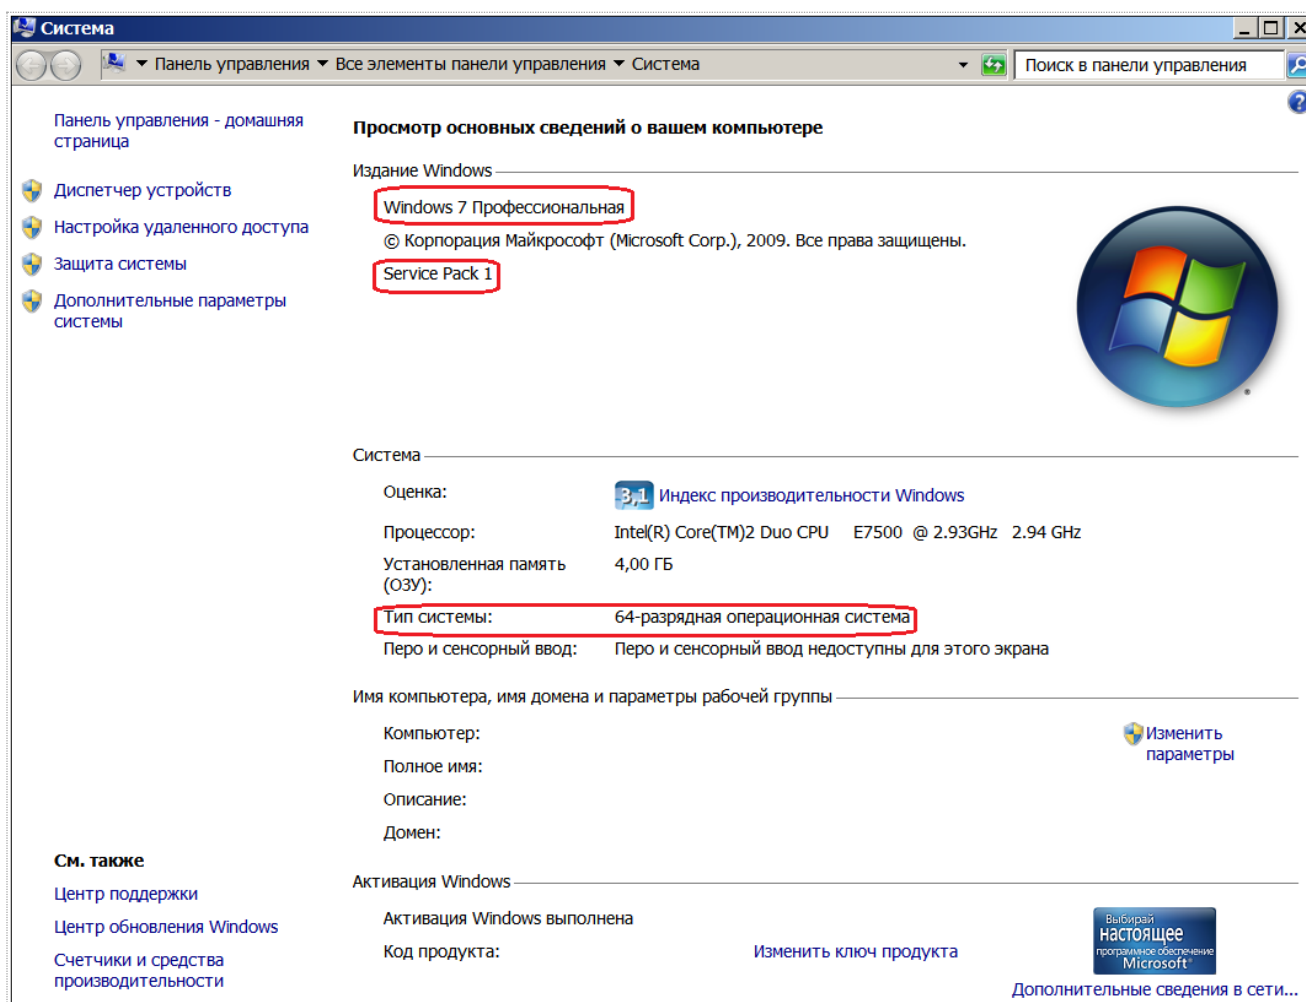 Система
Панель управления Все элементы панели управления Система
Поиск в панели управления
Панель управления - домашняя
страница
Диспетчер устройств
Настройка удаленного доступа
Защита системы
Дополнительные параметры
системы
Просмотр основных сведений о вашем компьютере
Издание Windows
Windows 7 Профессиональная
© Корпорация Майкрософт (Microsoft Corp.), 2009. Все права защищены.
Service Pack 1
Система
Оценка:
3,1 Индекс производительности Windows
Процессор:
Intel(R) Core(TM)2 Duo CPU E7500 @ 2.93GHz 2.94 GHz
Установленная память
(ОЗУ):
4,00 ГБ
Тип системы:
64-разрядная операционная система
Перо и сенсорный ввод:
Перо и сенсорный ввод недоступны для этого экрана
Имя компьютера, имя домена и параметры рабочей группы
Компьютер:
Изменить
параметры
Полное имя:
Описание:
Домен:
См. также
Центр поддержки
Центр обновления Windows
Счетчики и средства
производительности
Активация Windows
Активация Windows выполнена
Код продукта:
Изменить ключ продукта
Выбирай
настоящее
программное обеспечение
Microsoft®
Дополнительные сведения в сети...